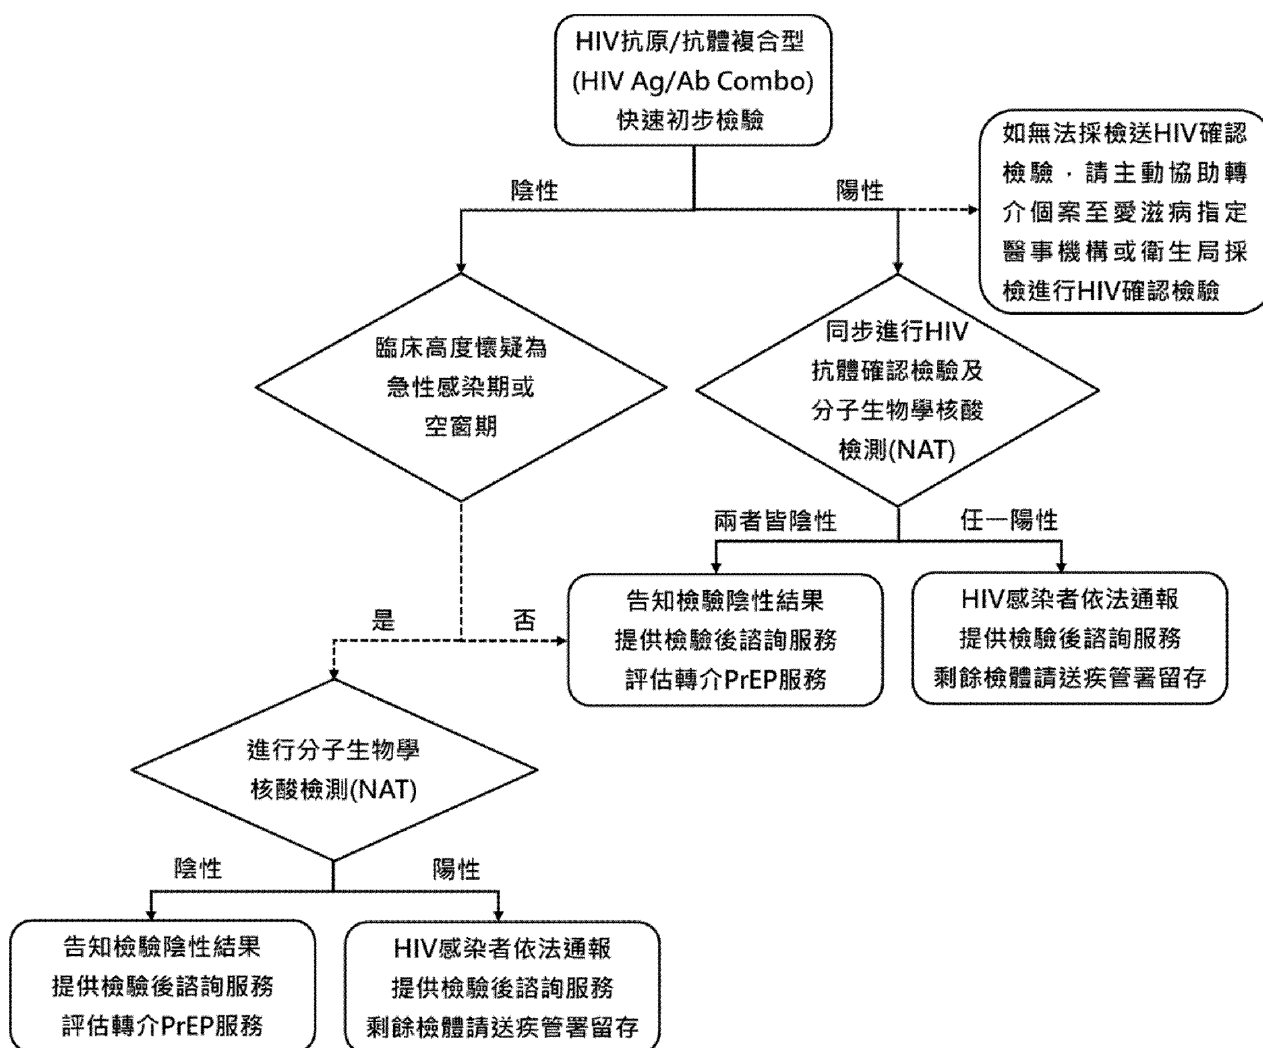 HIV抗原/抗體複合型
(HIV Ag/Ab Combo)
快速初步檢驗
如無法採檢送HIV確認
檢驗，請主動協助轉
介個案至愛滋病指定
醫事機構或衛生局採
檢進行HIV確認檢驗
陰性
陽性
臨床高度懷疑為
急性感染期或
空窗期
同步進行HIV
抗體確認檢驗及
分子生物學核酸
檢測(NAT)
兩者皆陰性
任一陽性
是
否
告知檢驗陰性結果
提供檢驗後諮詢服務
評估轉介PrEP服務
HIV感染者依法通報
提供檢驗後諮詢服務
剩餘檢體請送疾管署留存
進行分子生物學
核酸檢測(NAT)
陰性
陽性
告知檢驗陰性結果
提供檢驗後諮詢服務
評估轉介PrEP服務
HIV感染者依法通報
提供檢驗後諮詢服務
剩餘檢體請送疾管署留存